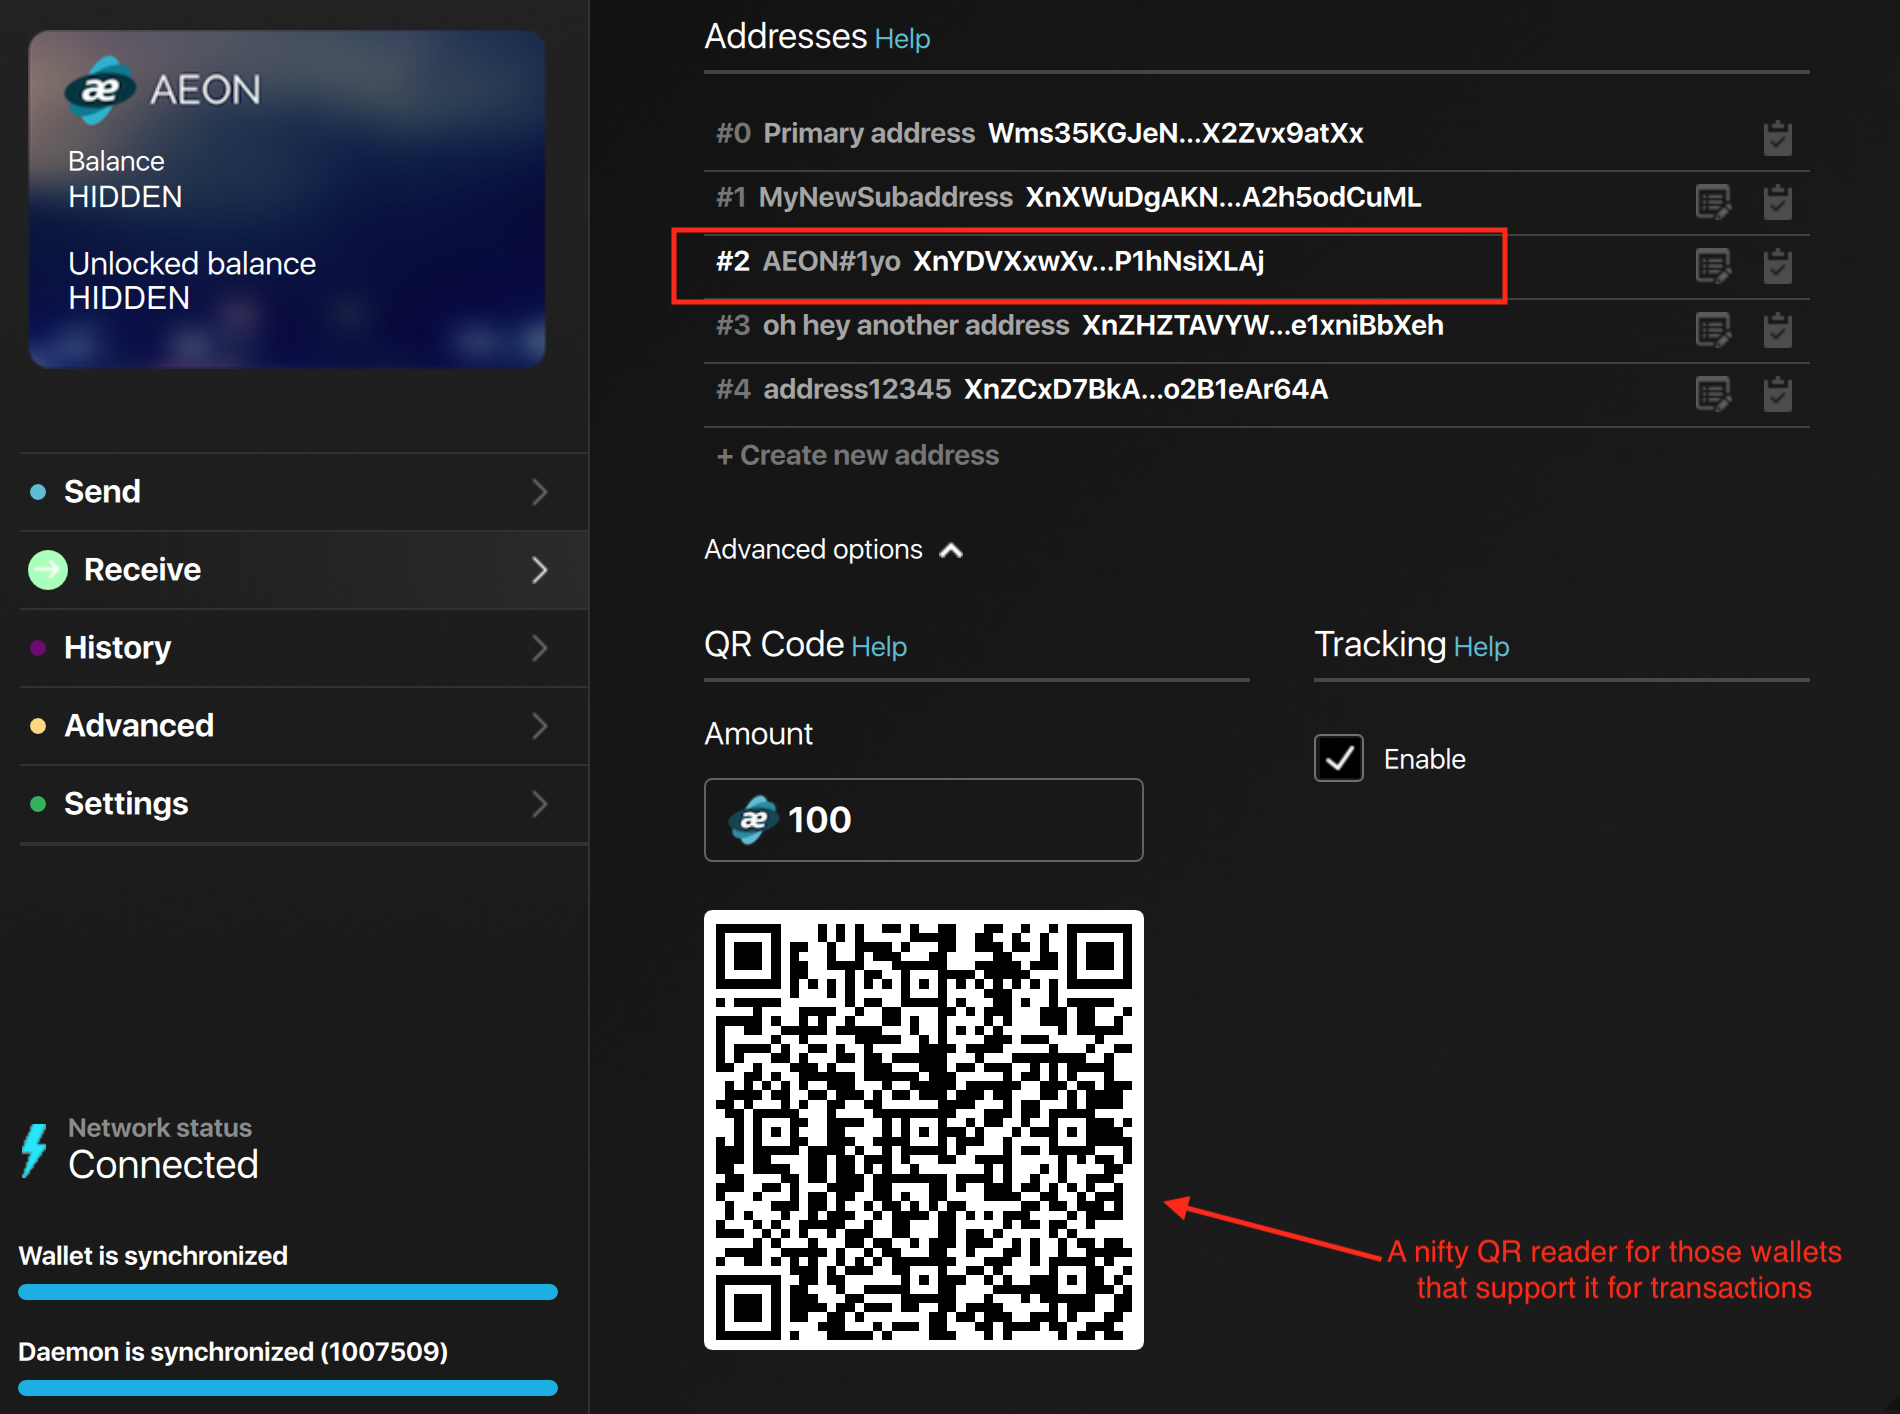 æ AEON
Balance
HIDDEN
Unlocked balance
HIDDEN
Send
Receive
History
Advanced
Settings
Network status
Connected
Wallet is synchronized
Daemon is synchronized (1007509)
Addresses Help
#0 Primary address Wms35KGJeN...X2Zvx9atXx
#1 MyNewSubaddress XnXWuDgAKN...A2h5odCuML
#2 AEON#1yo XnYDVXxwXv...P1hNsiXLAj
#3 oh hey another address XnZHZTAVYW...e1xniBbXeh
#4 address12345 XnZCxD7BkA...o2B1eAr64A
+ Create new address
Advanced options
QR Code Help
Amount
æ 100
Tracking Help
Enable
A nifty QR reader for those wallets
that support it for transactions